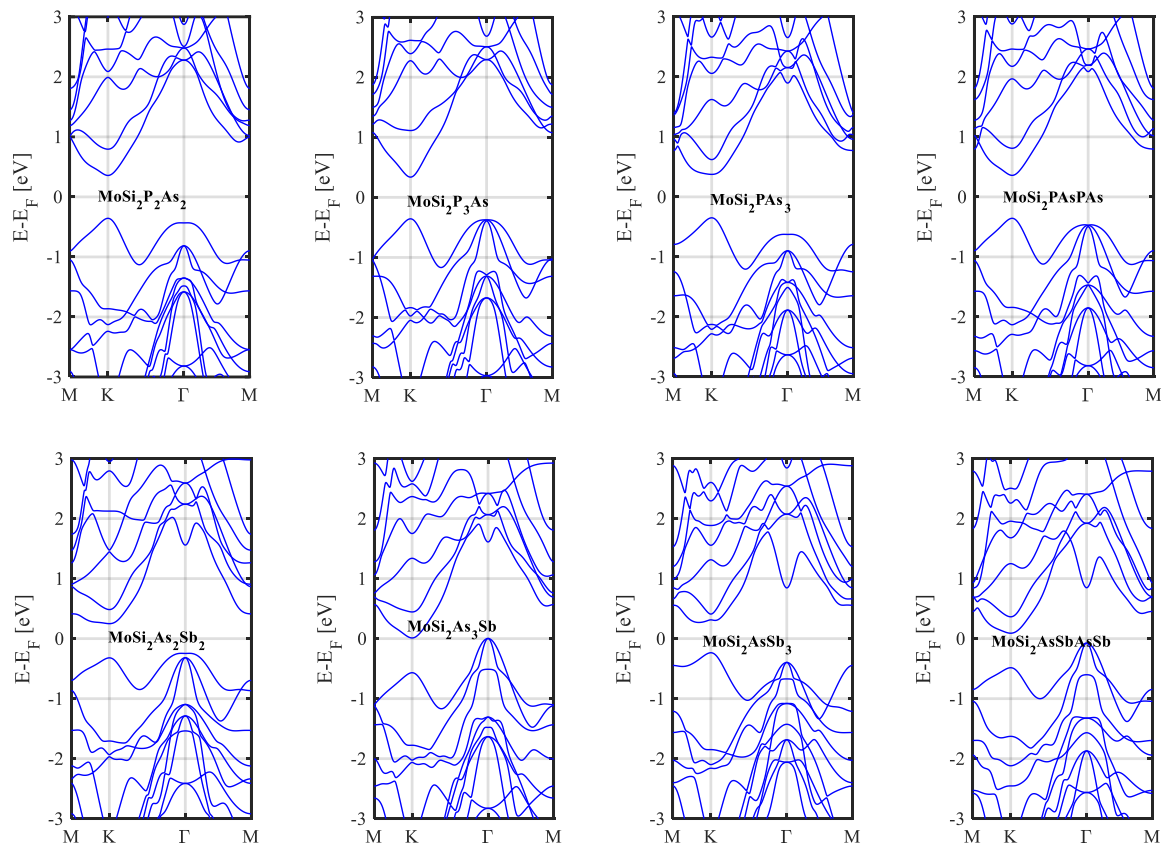 3 3 3 3
2 2 2 2
1 1 1 1
E-E_F [eV] 0 E-E_F [eV] 0 E-E_F [eV] 0 E-E_F [eV] 0
MoSi₂P₂As₂ MoSi₂P₃As MoSi₂PAs₃ MoSi₂PAsPAs
-1 -1 -1 -1
-2 -2 -2 -2
-3 -3 -3 -3
M K Γ M M K Γ M M K Γ M M K Γ M
3 3 3 3
2 2 2 2
1 1 1 1
E-E_F [eV] 0 E-E_F [eV] 0 E-E_F [eV] 0 E-E_F [eV] 0
MoSi₂As₂Sb₂ MoSi₂As₃Sb MoSi₂AsSb₃ MoSi₂AsSbAsSb
-1 -1 -1 -1
-2 -2 -2 -2
-3 -3 -3 -3
M K Γ M M K Γ M M K Γ M M K Γ M